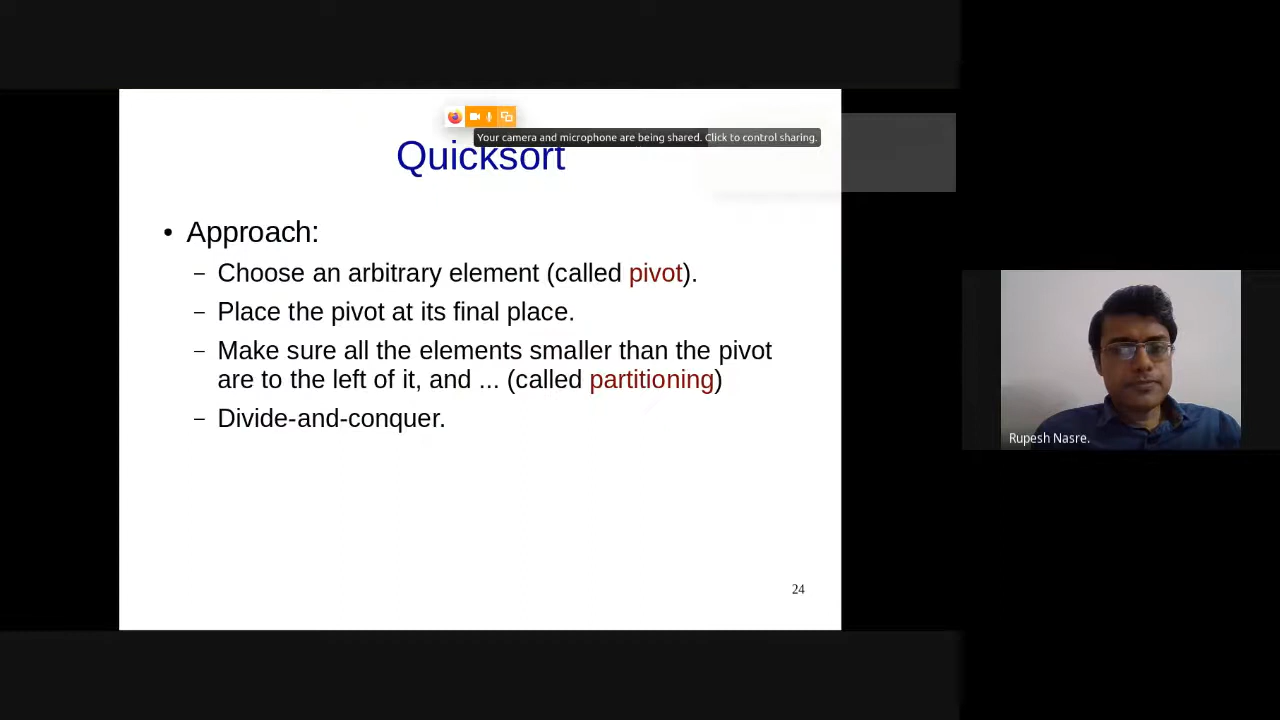 Your camera and microphone are being shared. Click to control sharing.
Quicksort
• Approach:
– Choose an arbitrary element (called pivot).
– Place the pivot at its final place.
– Make sure all the elements smaller than the pivot
are to the left of it, and ... (called partitioning)
– Divide-and-conquer.
24
Rupesh Nasre.